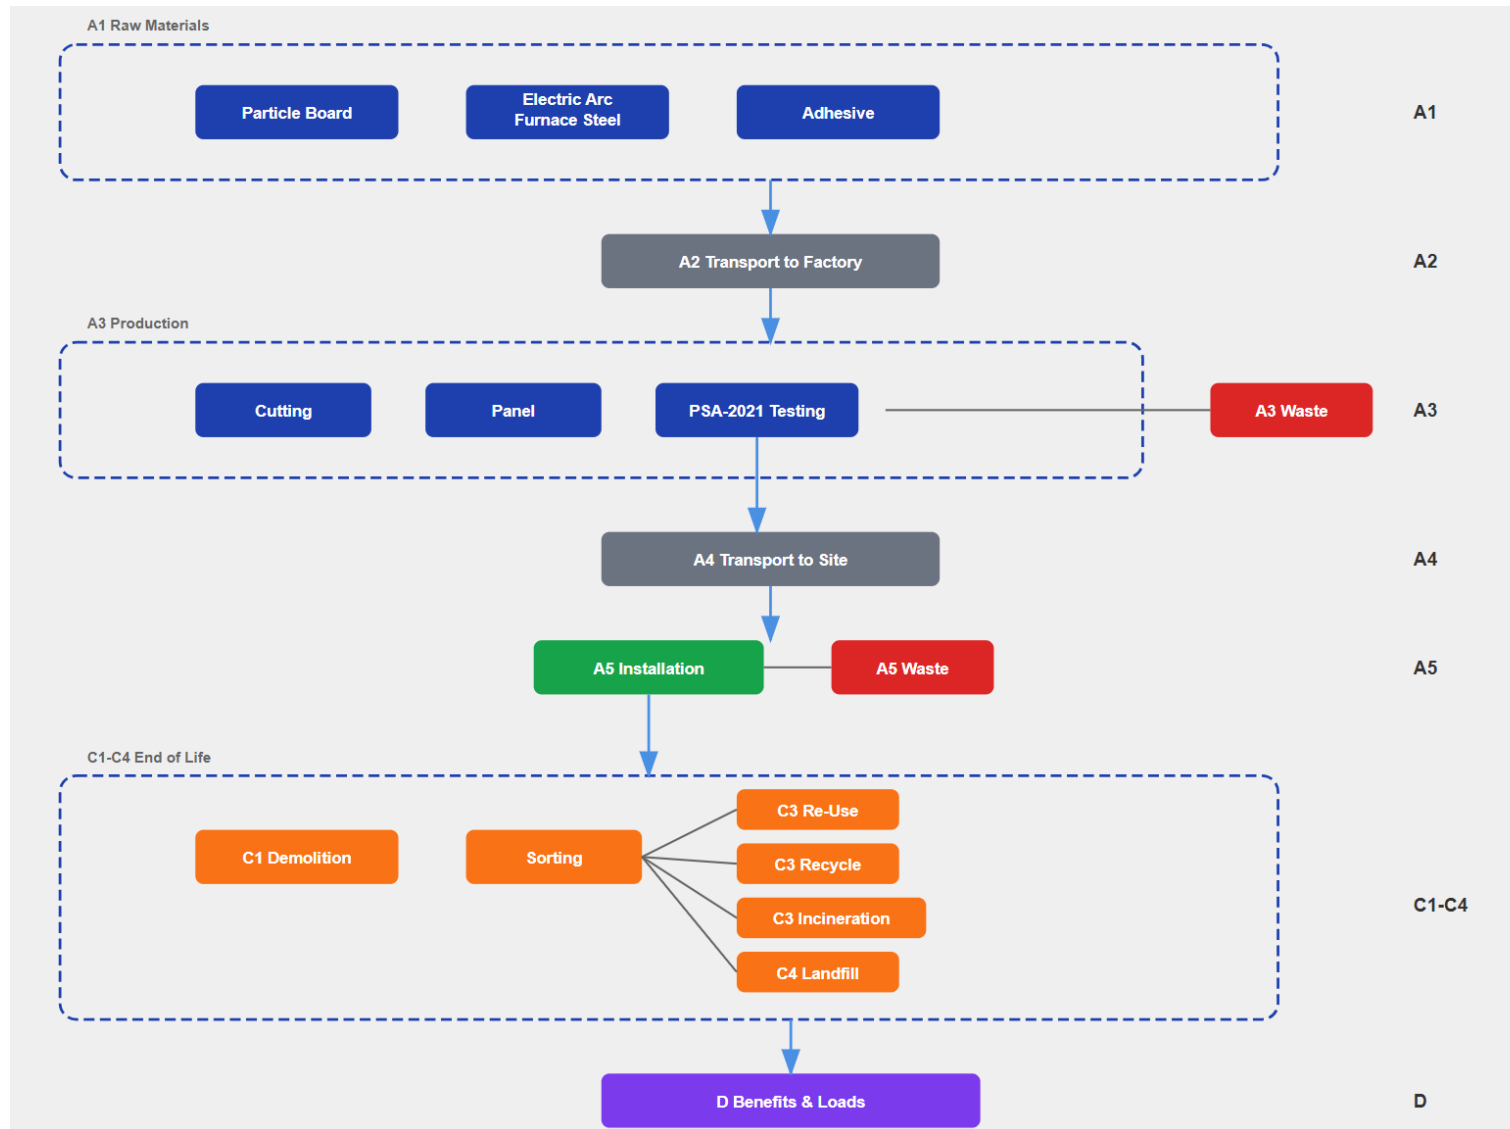 A1 Raw Materials
Particle Board
Electric Arc
Furnace Steel
Adhesive
A1
A2 Transport to Factory
A2
A3 Production
Cutting
Panel
PSA-2021 Testing
A3 Waste
A3
A4 Transport to Site
A4
A5 Installation
A5 Waste
A5
C1-C4 End of Life
C1 Demolition
Sorting
C3 Re-Use
C3 Recycle
C3 Incineration
C4 Landfill
C1-C4
D Benefits & Loads
D